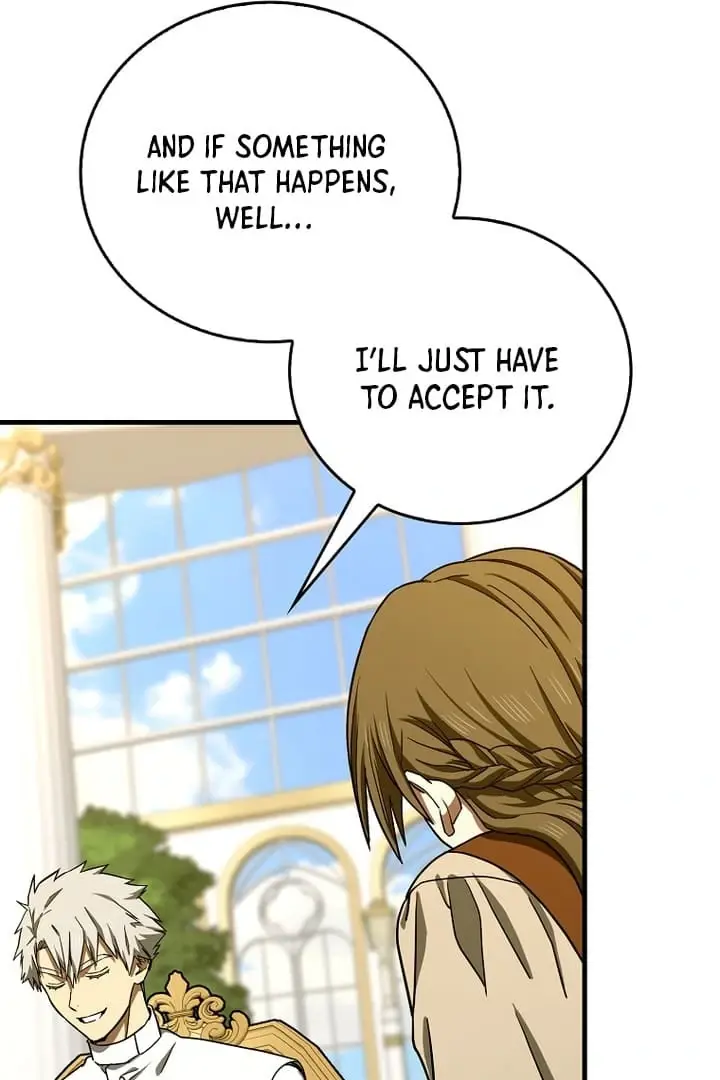 AND IF SOMETHING
LIKE THAT HAPPENS,
WELL...
I'LL JUST HAVE
TO ACCEPT IT.